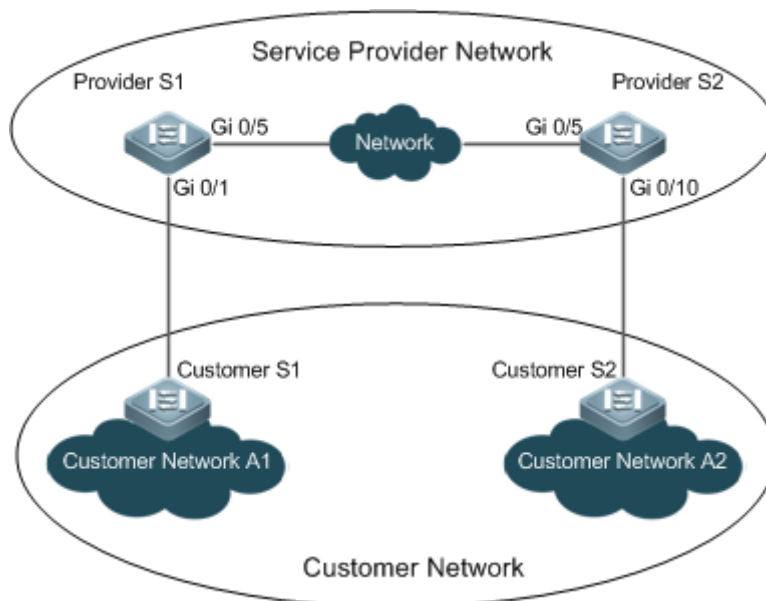 Service Provider Network
Provider S1
Provider S2
Gi 0/5
Network
Gi 0/5
Gi 0/1
Gi 0/10
Customer S1
Customer S2
Customer Network A1
Customer Network A2
Customer Network